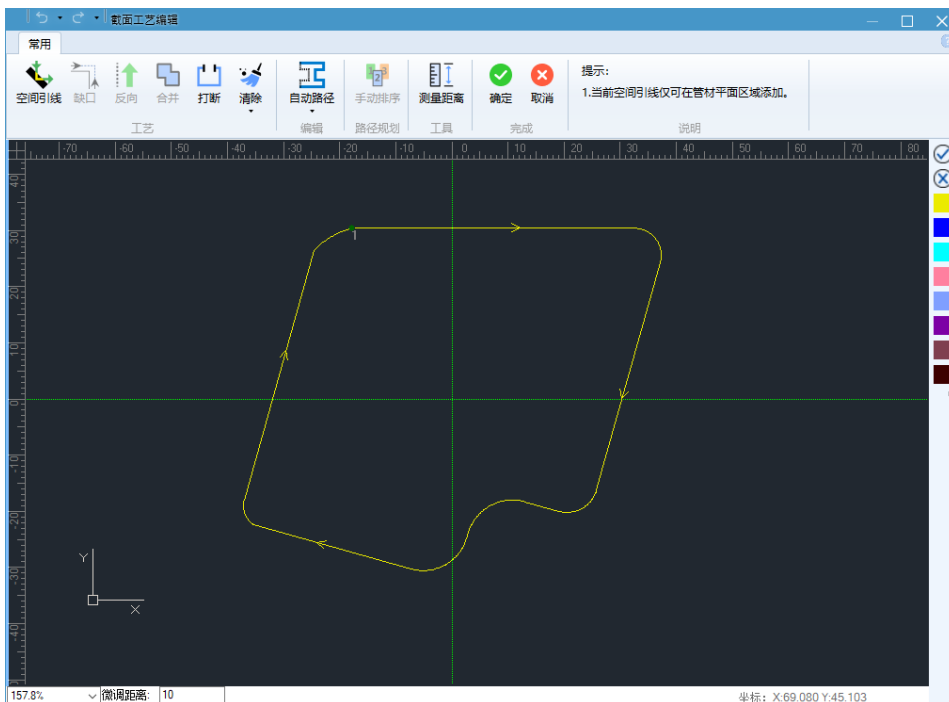 截面工艺编辑
常用
空间引线 缺口 反向 合并 打断 清除 自动路径 手动排序 测量距离 确定 取消
提示:
1.当前空间引线仅可在管材平面区域添加。
工艺 编辑 路径规划 工具 完成 说明
-70 -60 -50 -40 -30 -20 -10 0 10 20 30 40 50 60 70 80
40
30
20
10
0
-10
-20
-30
-40
1
Y
X
157.8% 微调距离: 10 坐标: X:69.080 Y:45.103